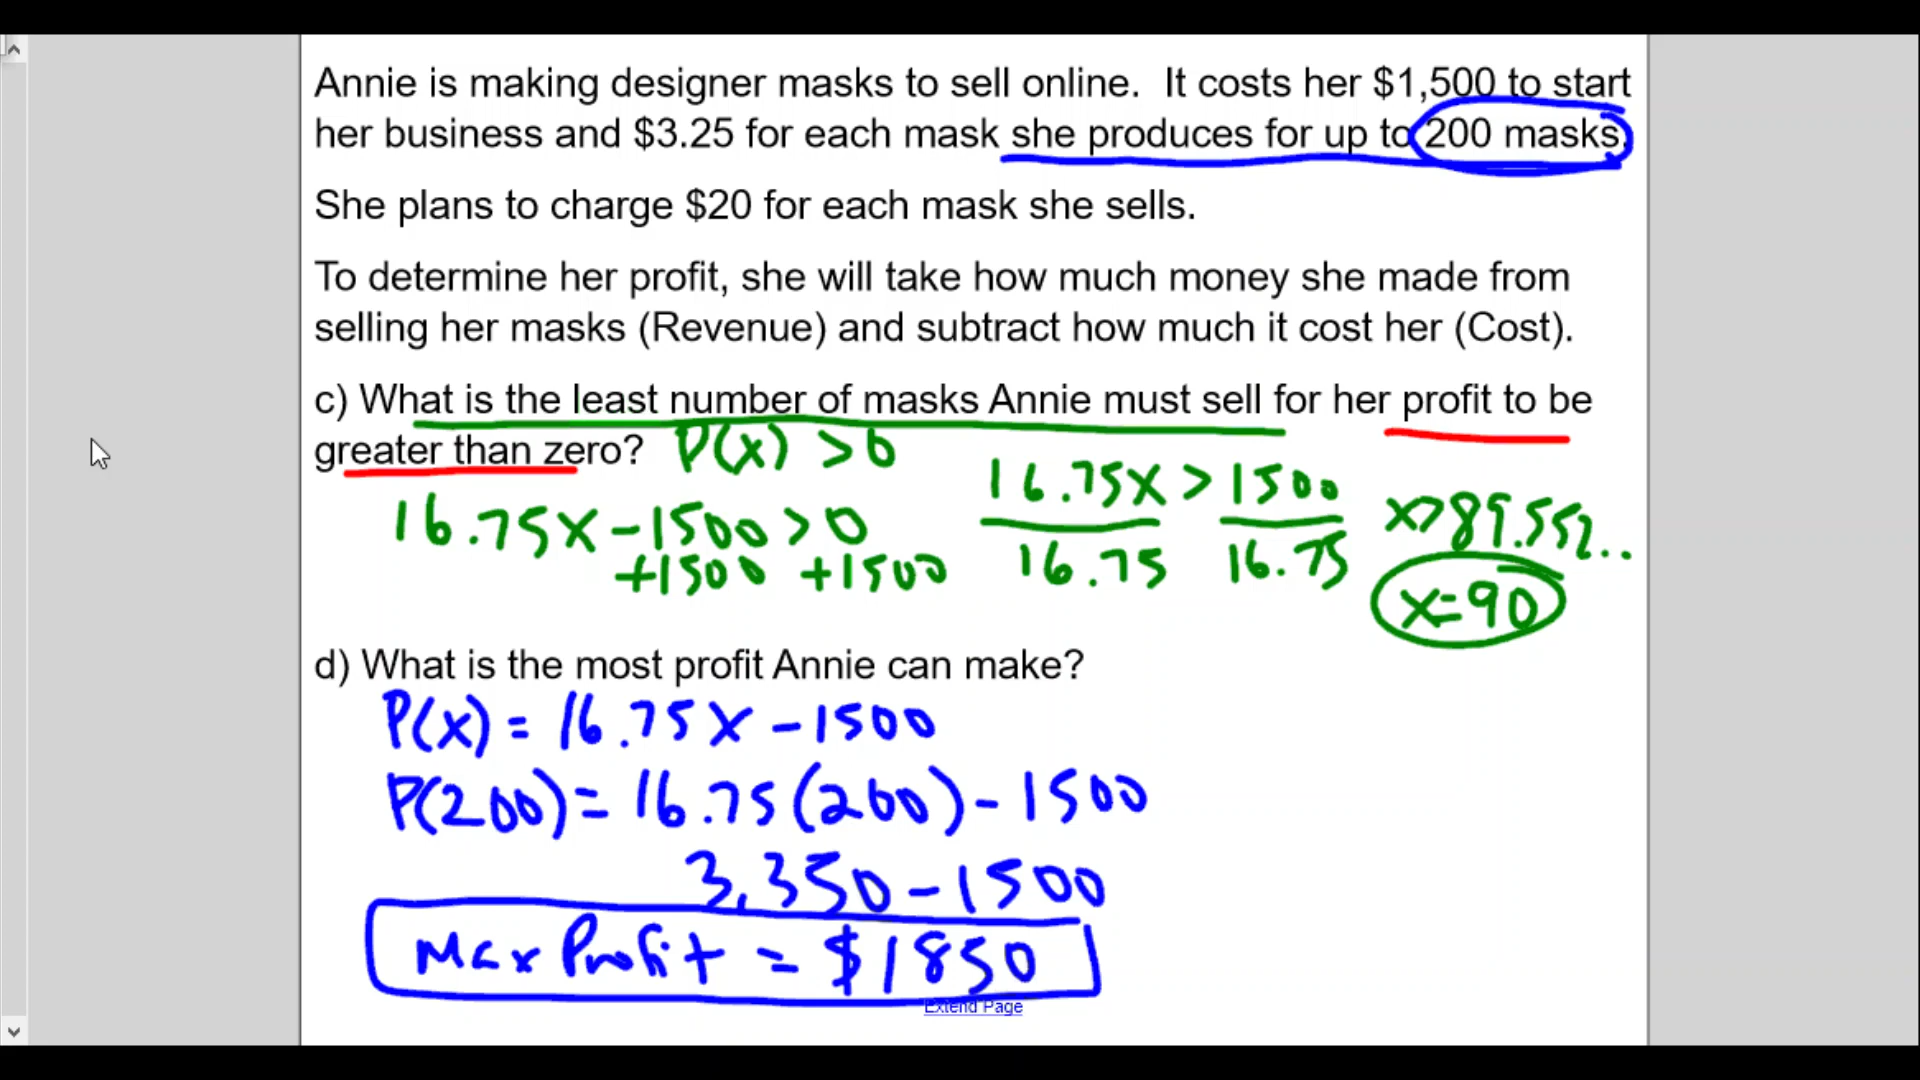 Annie is making designer masks to sell online. It costs her $1,500 to start
her business and $3.25 for each mask she produces for up to 200 masks.
She plans to charge $20 for each mask she sells.
To determine her profit, she will take how much money she made from
selling her masks (Revenue) and subtract how much it cost her (Cost).
c) What is the least number of masks Annie must sell for her profit to be
greater than zero? P(x) > 0
16.75x - 1500 > 0
+1500 +1500
16.75x > 1500
16.75 16.75
x > 89.552..
x = 90
d) What is the most profit Annie can make?
P(x) = 16.75x - 1500
P(200) = 16.75(200) - 1500
3,350 - 1500
Max Profit = $1850
Extend Page